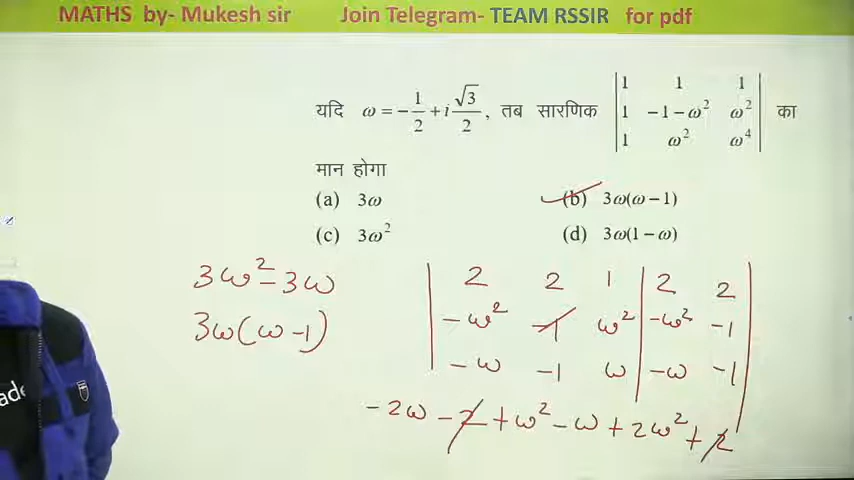 MATHS by- Mukesh sir Join Telegram- TEAM RSSIR for pdf
यदि ω = -1/2 + i √3/2 , तब सारणिक | 1 1 1 | का
| 1 -1-ω² ω² |
| 1 ω² ω⁴ |
मान होगा
(a) 3ω (b) 3ω(ω-1)
(c) 3ω² (d) 3ω(1-ω)
3ω² - 3ω
3ω(ω-1)
| 2 2 1 | 2 2 |
| -ω² -1 ω² | -ω² -1 |
| -ω -1 ω | -ω -1 |
-2ω - 2 + ω² - ω + 2ω² + 2